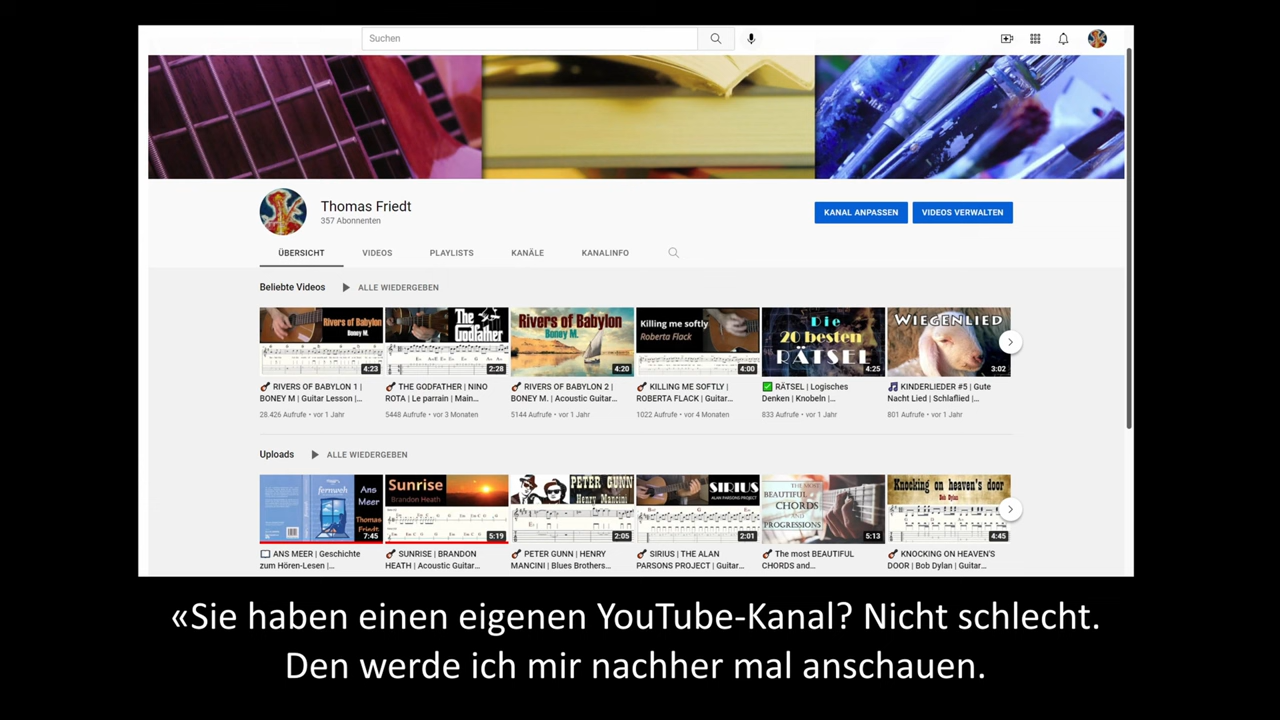 Suchen
Thomas Friedt
357 Abonnenten
KANAL ANPASSEN
VIDEOS VERWALTEN
ÜBERSICHT
VIDEOS
PLAYLISTS
KANÄLE
KANALINFO
Beliebte Videos
ALLE WIEDERGEBEN
Rivers of Babylon
Boney M.
4:23
RIVERS OF BABYLON 1 |
BONEY M | Guitar Lesson |...
28.426 Aufrufe • vor 1 Jahr
The
Godfather
2:28
THE GODFATHER | NINO
ROTA | Le parrain | Main...
5448 Aufrufe • vor 3 Monaten
Rivers of Babylon
Boney M.
4:20
RIVERS OF BABYLON 2 |
BONEY M. | Acoustic Guitar...
5144 Aufrufe • vor 1 Jahr
Killing me softly
Roberta Flack
4:00
KILLING ME SOFTLY |
ROBERTA FLACK | Guitar...
1022 Aufrufe • vor 4 Monaten
Die
20 besten
RÄTSEL
4:25
RÄTSEL | Logisches
Denken | Knobeln |...
833 Aufrufe • vor 1 Jahr
WIEGENLIED
3:02
KINDERLIEDER #5 | Gute
Nacht Lied | Schlaflied |...
801 Aufrufe • vor 1 Jahr
Uploads
ALLE WIEDERGEBEN
fernweh
Ans
Meer
Thomas
Friedt
7:45
ANS MEER | Geschichte
zum Hören-Lesen |...
Sunrise
Brandon Heath
5:19
SUNRISE | BRANDON
HEATH | Acoustic Guitar...
PETER GUNN
Henry Mancini
2:05
PETER GUNN | HENRY
MANCINI | Blues Brothers...
SIRIUS
ALAN PARSONS PROJECT
2:01
SIRIUS | THE ALAN
PARSONS PROJECT | Guitar...
THE MOST
BEAUTIFUL
CHORDS
AND
PROGRESSIONS
5:13
The most BEAUTIFUL
CHORDS and...
Knocking on heaven's door
Bob Dylan
4:45
KNOCKING ON HEAVEN'S
DOOR | Bob Dylan | Guitar...
«Sie haben einen eigenen YouTube-Kanal? Nicht schlecht.
Den werde ich mir nachher mal anschauen.